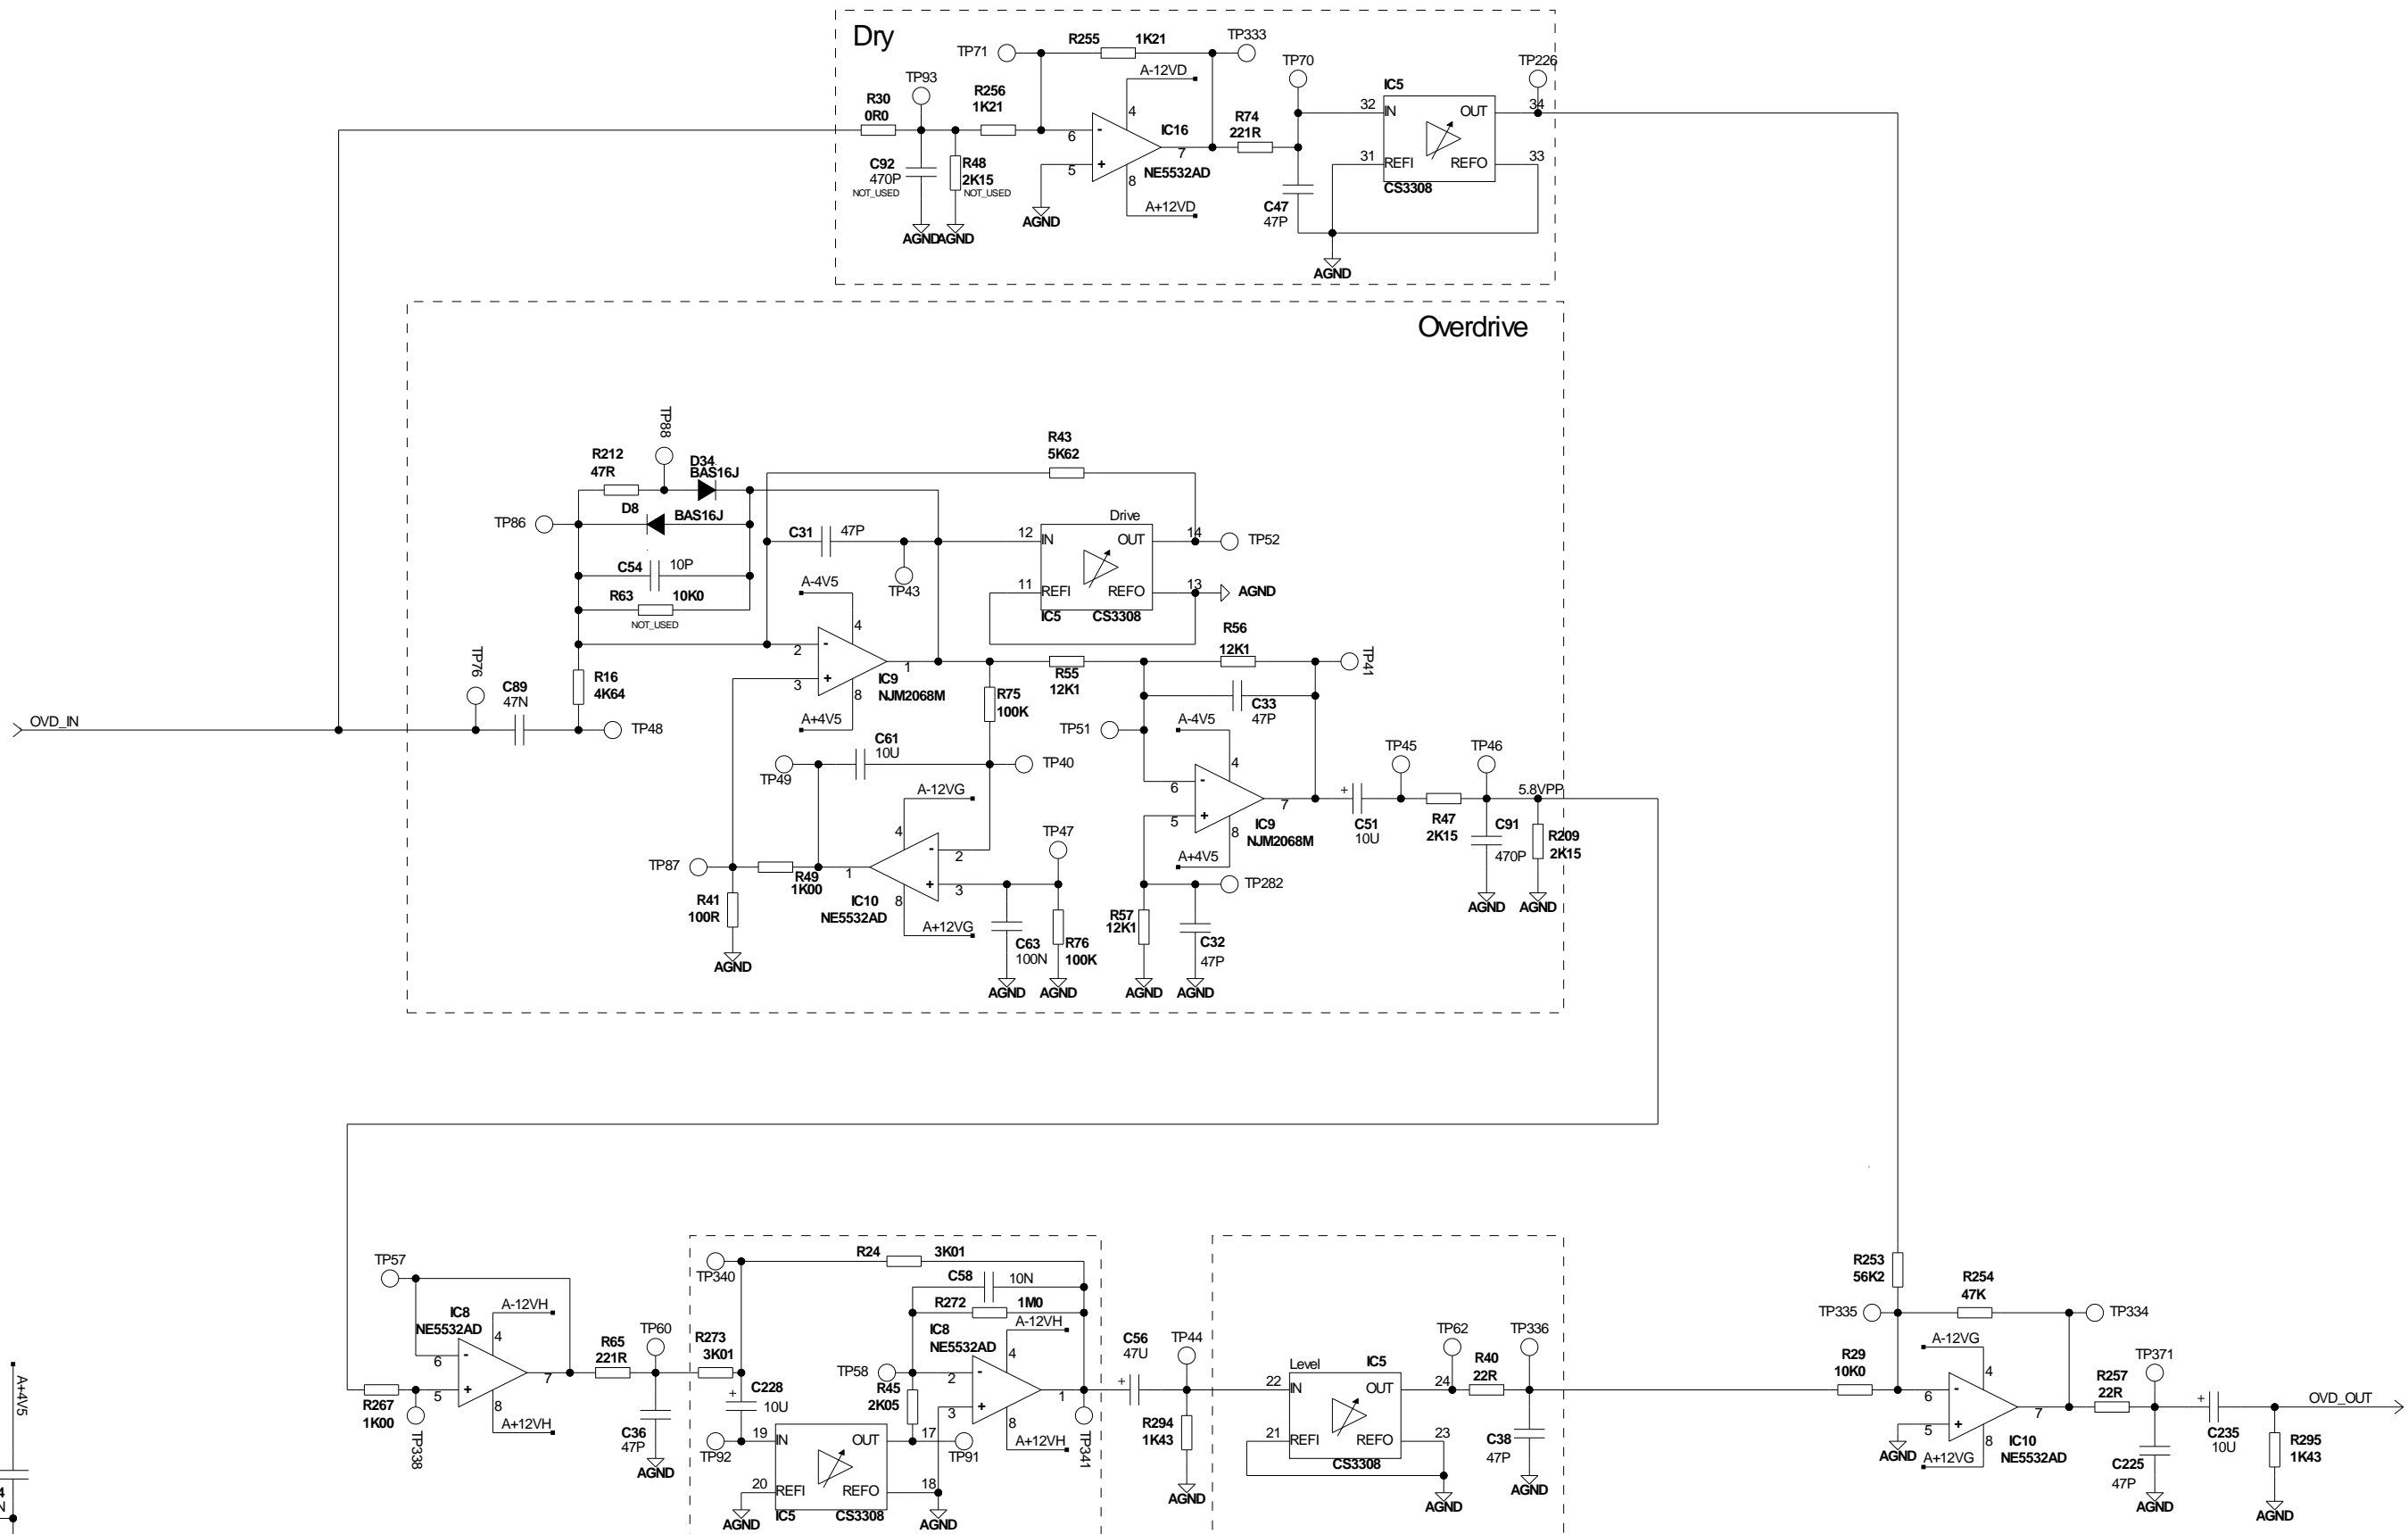 Dry
TP71
R255 1K21
TP333
A-12VD
TP93
R30
0R0
R256
1K21
4
6
-
IC16
7
5
+
NE5532AD
8
A+12VD
C92
470P
NOT_USED
R48
2K15
NOT_USED
AGND
AGND
AGND
R74
221R
TP70
C47
47P
IC5
32 IN OUT 34
TP226
31 REFI REFO 33
CS3308
AGND
Overdrive
R212
47R
TP88
D34
BAS16J
D8 BAS16J
TP86
C54 10P
R63 10K0
NOT_USED
R43
5K62
C31 47P
TP43
Drive
12 IN OUT 14
TP52
11 REFI REFO 13
AGND
IC5 CS3308
A-4V5
4
2
-
1
3
+
8
IC9
NJM2068M
A+4V5
TP76
C89
47N
R16
4K64
OVD_IN
TP48
R75
100K
R55
12K1
R56
12K1
TP41
C33
47P
TP51
A-4V5
4
6
-
7
5
+
8
IC9
NJM2068M
A+4V5
C61
10U
TP49
TP40
A-12VG
4
-
2
1
+
3
8
IC10
NE5532AD
A+12VG
TP87
R49
1K00
R41
100R
AGND
TP47
C63
100N
R76
100K
AGND
AGND
TP282
R57
12K1
C32
47P
AGND
AGND
+
C51
10U
TP45
R47
2K15
TP46
5.8VPP
C91
470P
R209
2K15
AGND
AGND
TP57
IC8
NE5532AD
A-12VH
4
6
-
7
5
+
8
A+12VH
R267
1K00
TP338
R65
221R
TP60
C36
47P
AGND
R273
3K01
TP340
R24 3K01
C58 10N
R272 1M0
IC8
NE5532AD
A-12VH
4
TP58
2
-
1
3
+
8
A+12VH
TP341
R45
2K05
+
C228
10U
TP92
19 IN OUT 17
TP91
20 REFI REFO 18
IC5 CS3308
AGND
AGND
C56
47U
+
TP44
R294
1K43
AGND
Level IC5
22 IN OUT 24
21 REFI REFO 23
CS3308
AGND
TP62
R40
22R
TP336
C38
47P
AGND
R253
56K2
R254
47K
TP335
TP334
R29
10K0
A-12VG
4
6
-
7
5
+
8
IC10
NE5532AD
A+12VG
AGND
R257
22R
TP371
C225
47P
AGND
+
C235
10U
OVD_OUT
R295
1K43
AGND
A+4V5
4
N